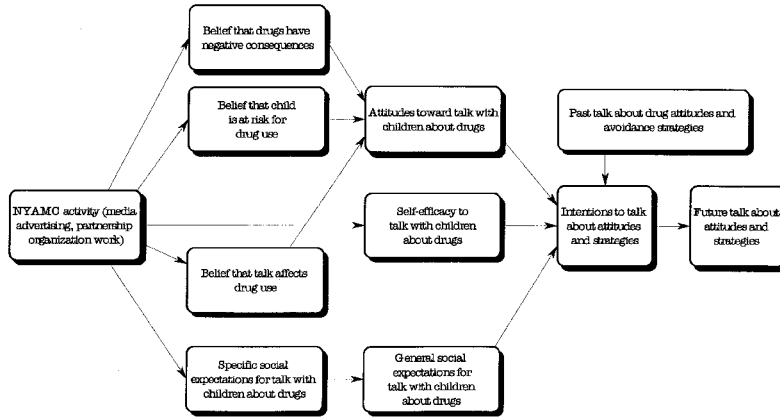 Belief that drugs have
negative consequences
Belief that child
is at risk for
drug use
Attitudes toward talk with
children about drugs
Past talk about drug attitudes and
avoidance strategies
NYAMC activity (media
advertising, partnership
organization work)
Self-efficacy to
talk with children
about drugs
Intentions to talk
about attitudes
and strategies
Future talk about
attitudes and
strategies
Belief that talk affects
drug use
Specific social
expectations for talk with
children about drugs
General social
expectations for
talk with children
about drugs